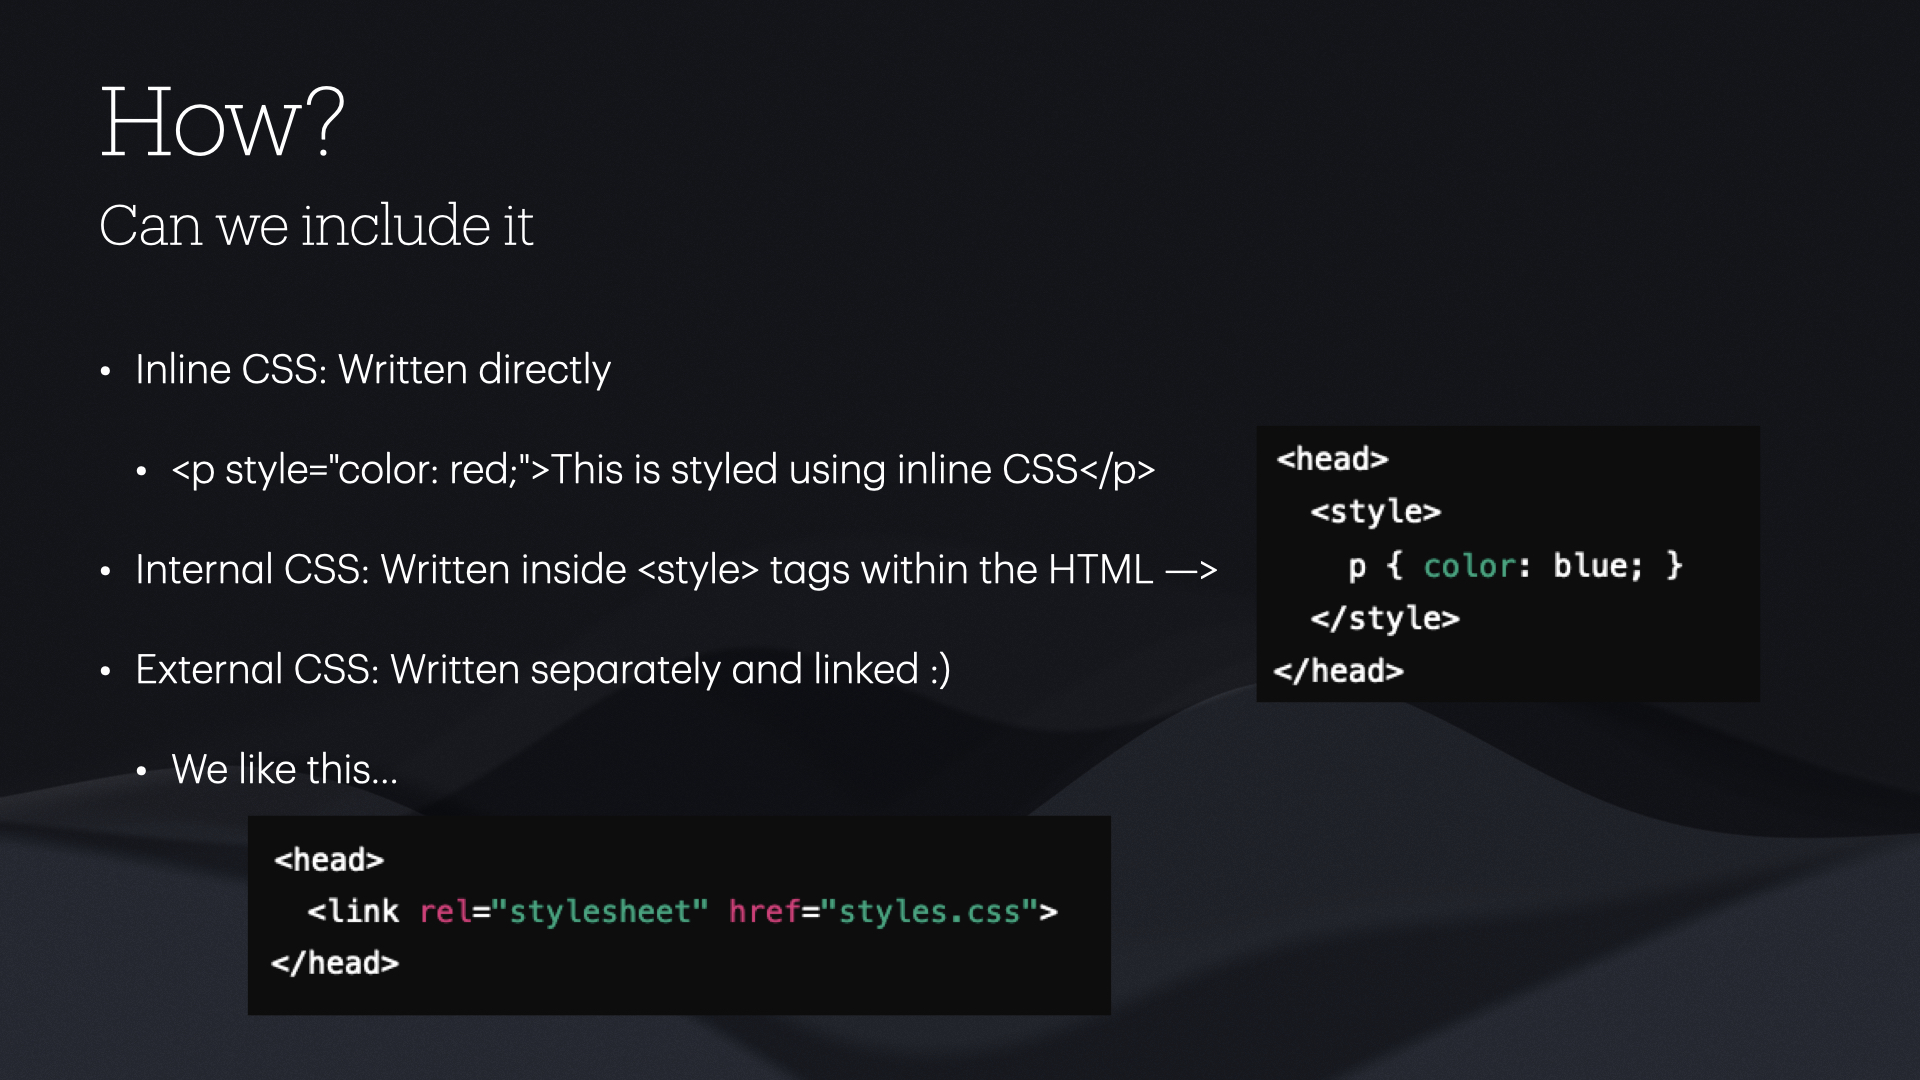 How?
Can we include it
• Inline CSS: Written directly
• <p style="color: red;">This is styled using inline CSS</p>
• Internal CSS: Written inside <style> tags within the HTML —>
<head>
<style>
p { color: blue; }
</style>
</head>
• External CSS: Written separately and linked :)
• We like this...
<head>
<link rel="stylesheet" href="styles.css">
</head>